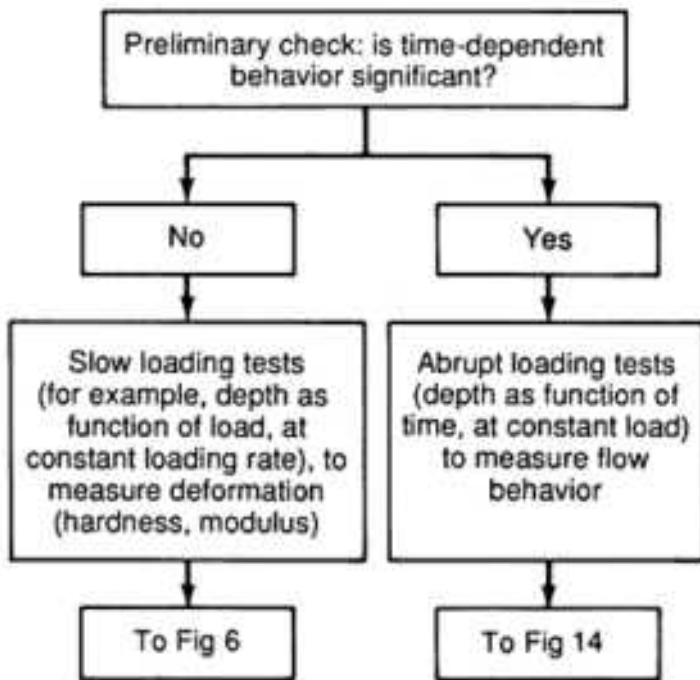 Preliminary check: is time-dependent
behavior significant?
No
Yes
Slow loading tests
(for example, depth as
function of load, at
constant loading rate), to
measure deformation
(hardness, modulus)
Abrupt loading tests
(depth as function of
time, at constant load)
to measure flow
behavior
To Fig 6
To Fig 14